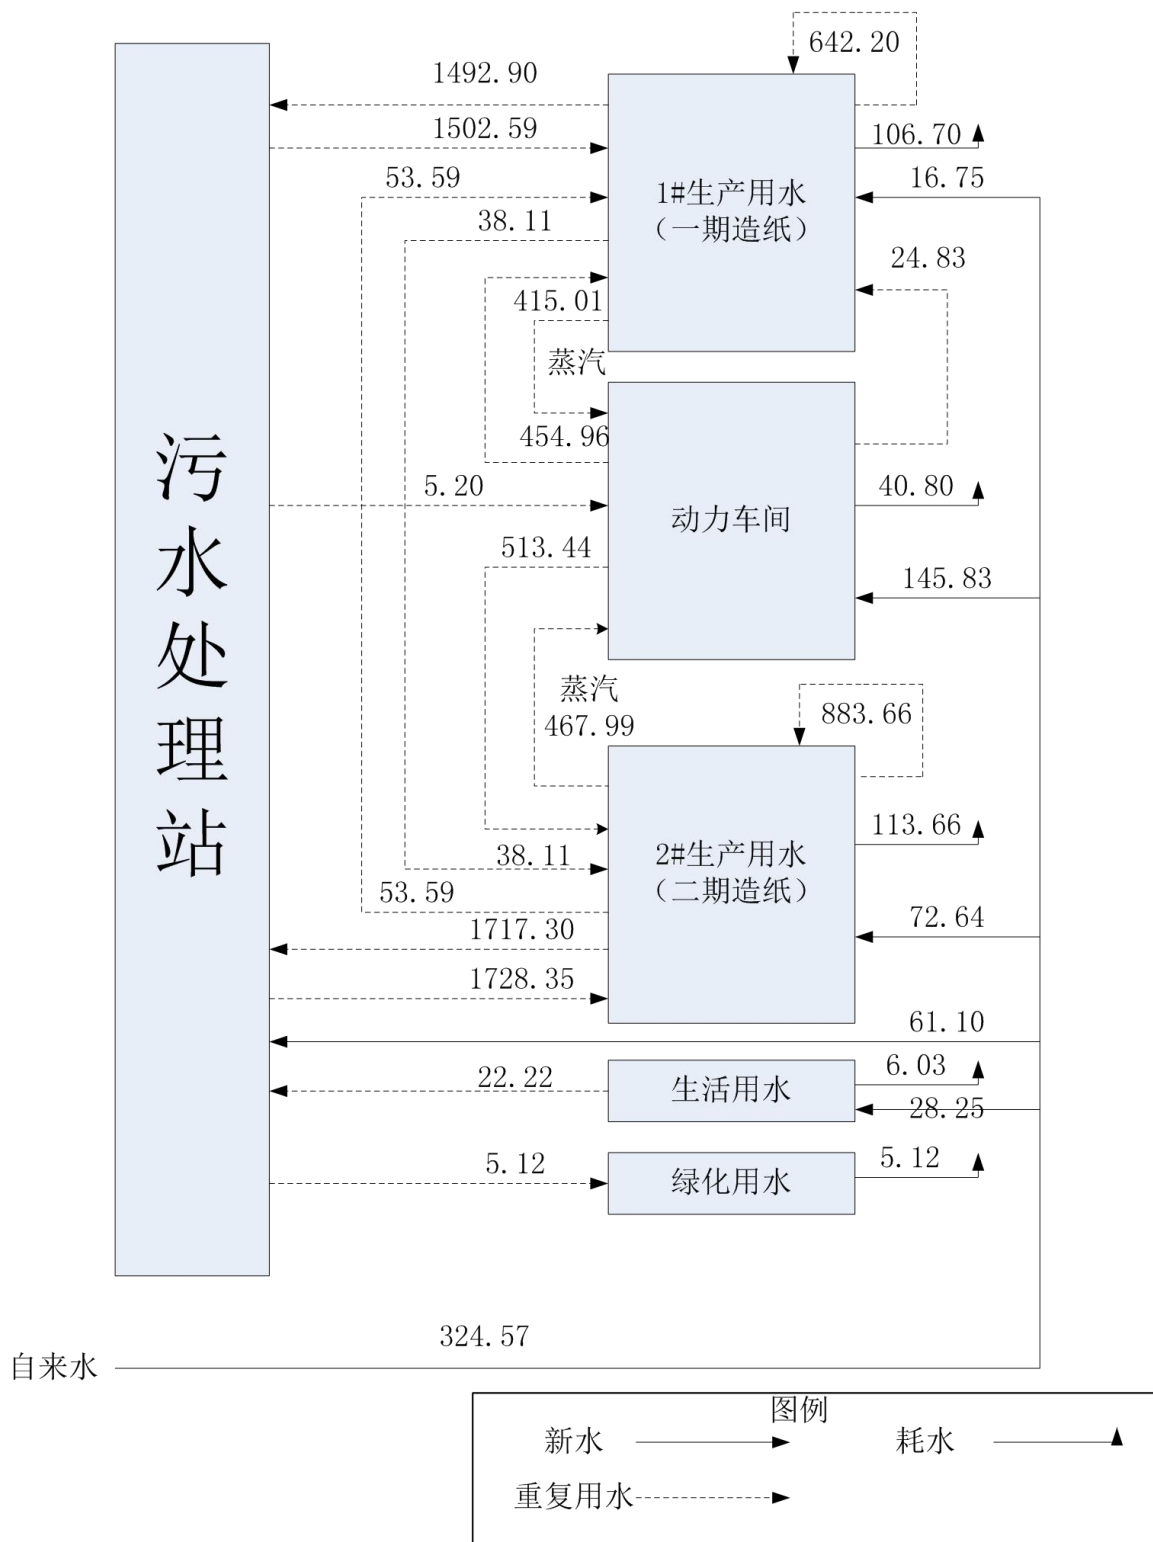 642.20
1492.90
1502.59
106.70
53.59
16.75
1#生产用水
（一期造纸）
38.11
24.83
415.01
蒸汽
454.96
5.20
40.80
动力车间
513.44
145.83
污水处理站
蒸汽
467.99
883.66
113.66
38.11
2#生产用水
（二期造纸）
53.59
72.64
1717.30
1728.35
61.10
6.03
22.22
生活用水
28.25
5.12
绿化用水
5.12
324.57
自来水
图例
新水
耗水
重复用水